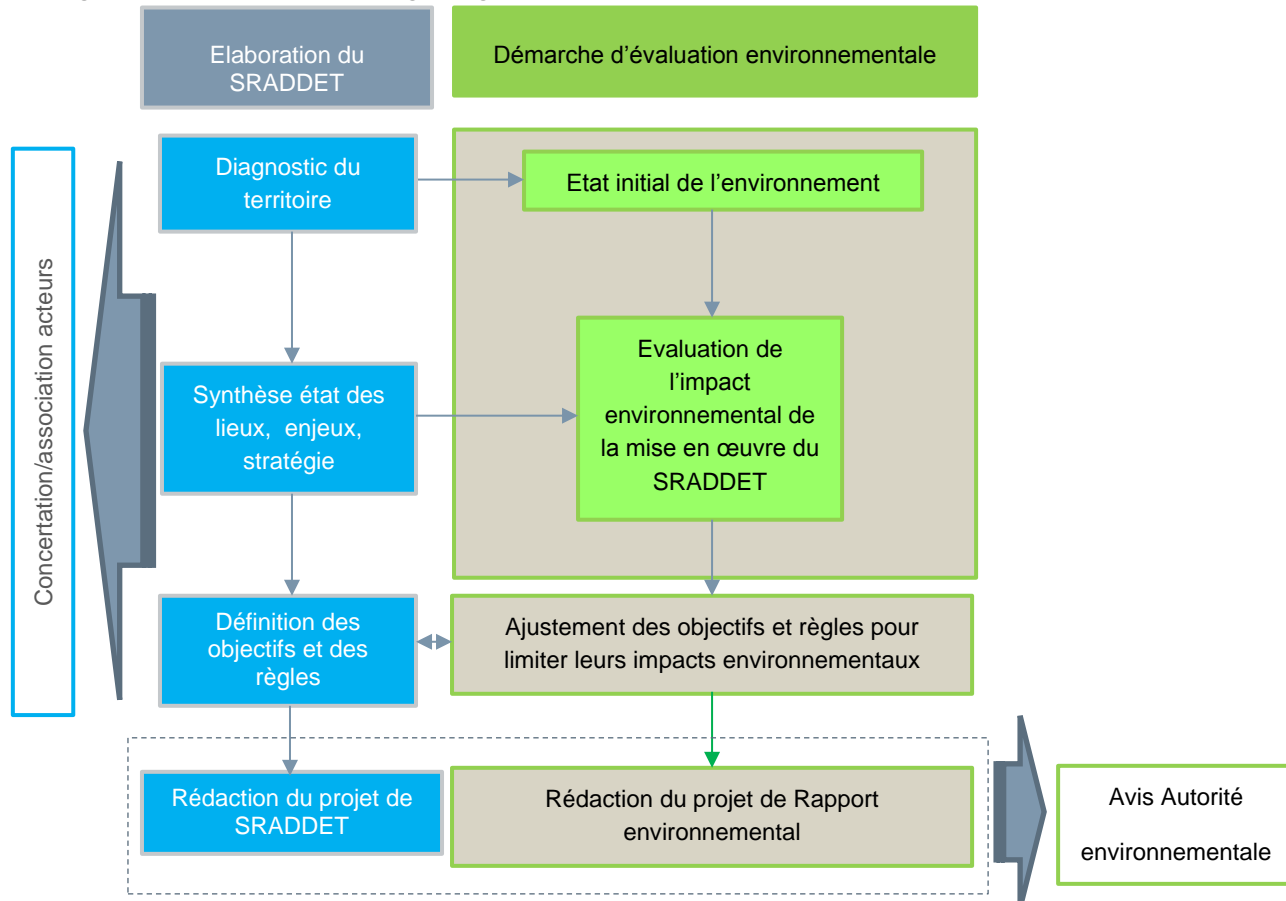 Elaboration du
SRADDET
Démarche d'évaluation environnementale
Concertation/association acteurs
Diagnostic du
territoire
Etat initial de l'environnement
Synthèse état des
lieux, enjeux,
stratégie
Evaluation de
l'impact
environnemental de
la mise en œuvre du
SRADDET
Définition des
objectifs et des
règles
Ajustement des objectifs et règles pour
limiter leurs impacts environnementaux
Rédaction du projet de
SRADDET
Rédaction du projet de Rapport
environnemental
Avis Autorité
environnementale